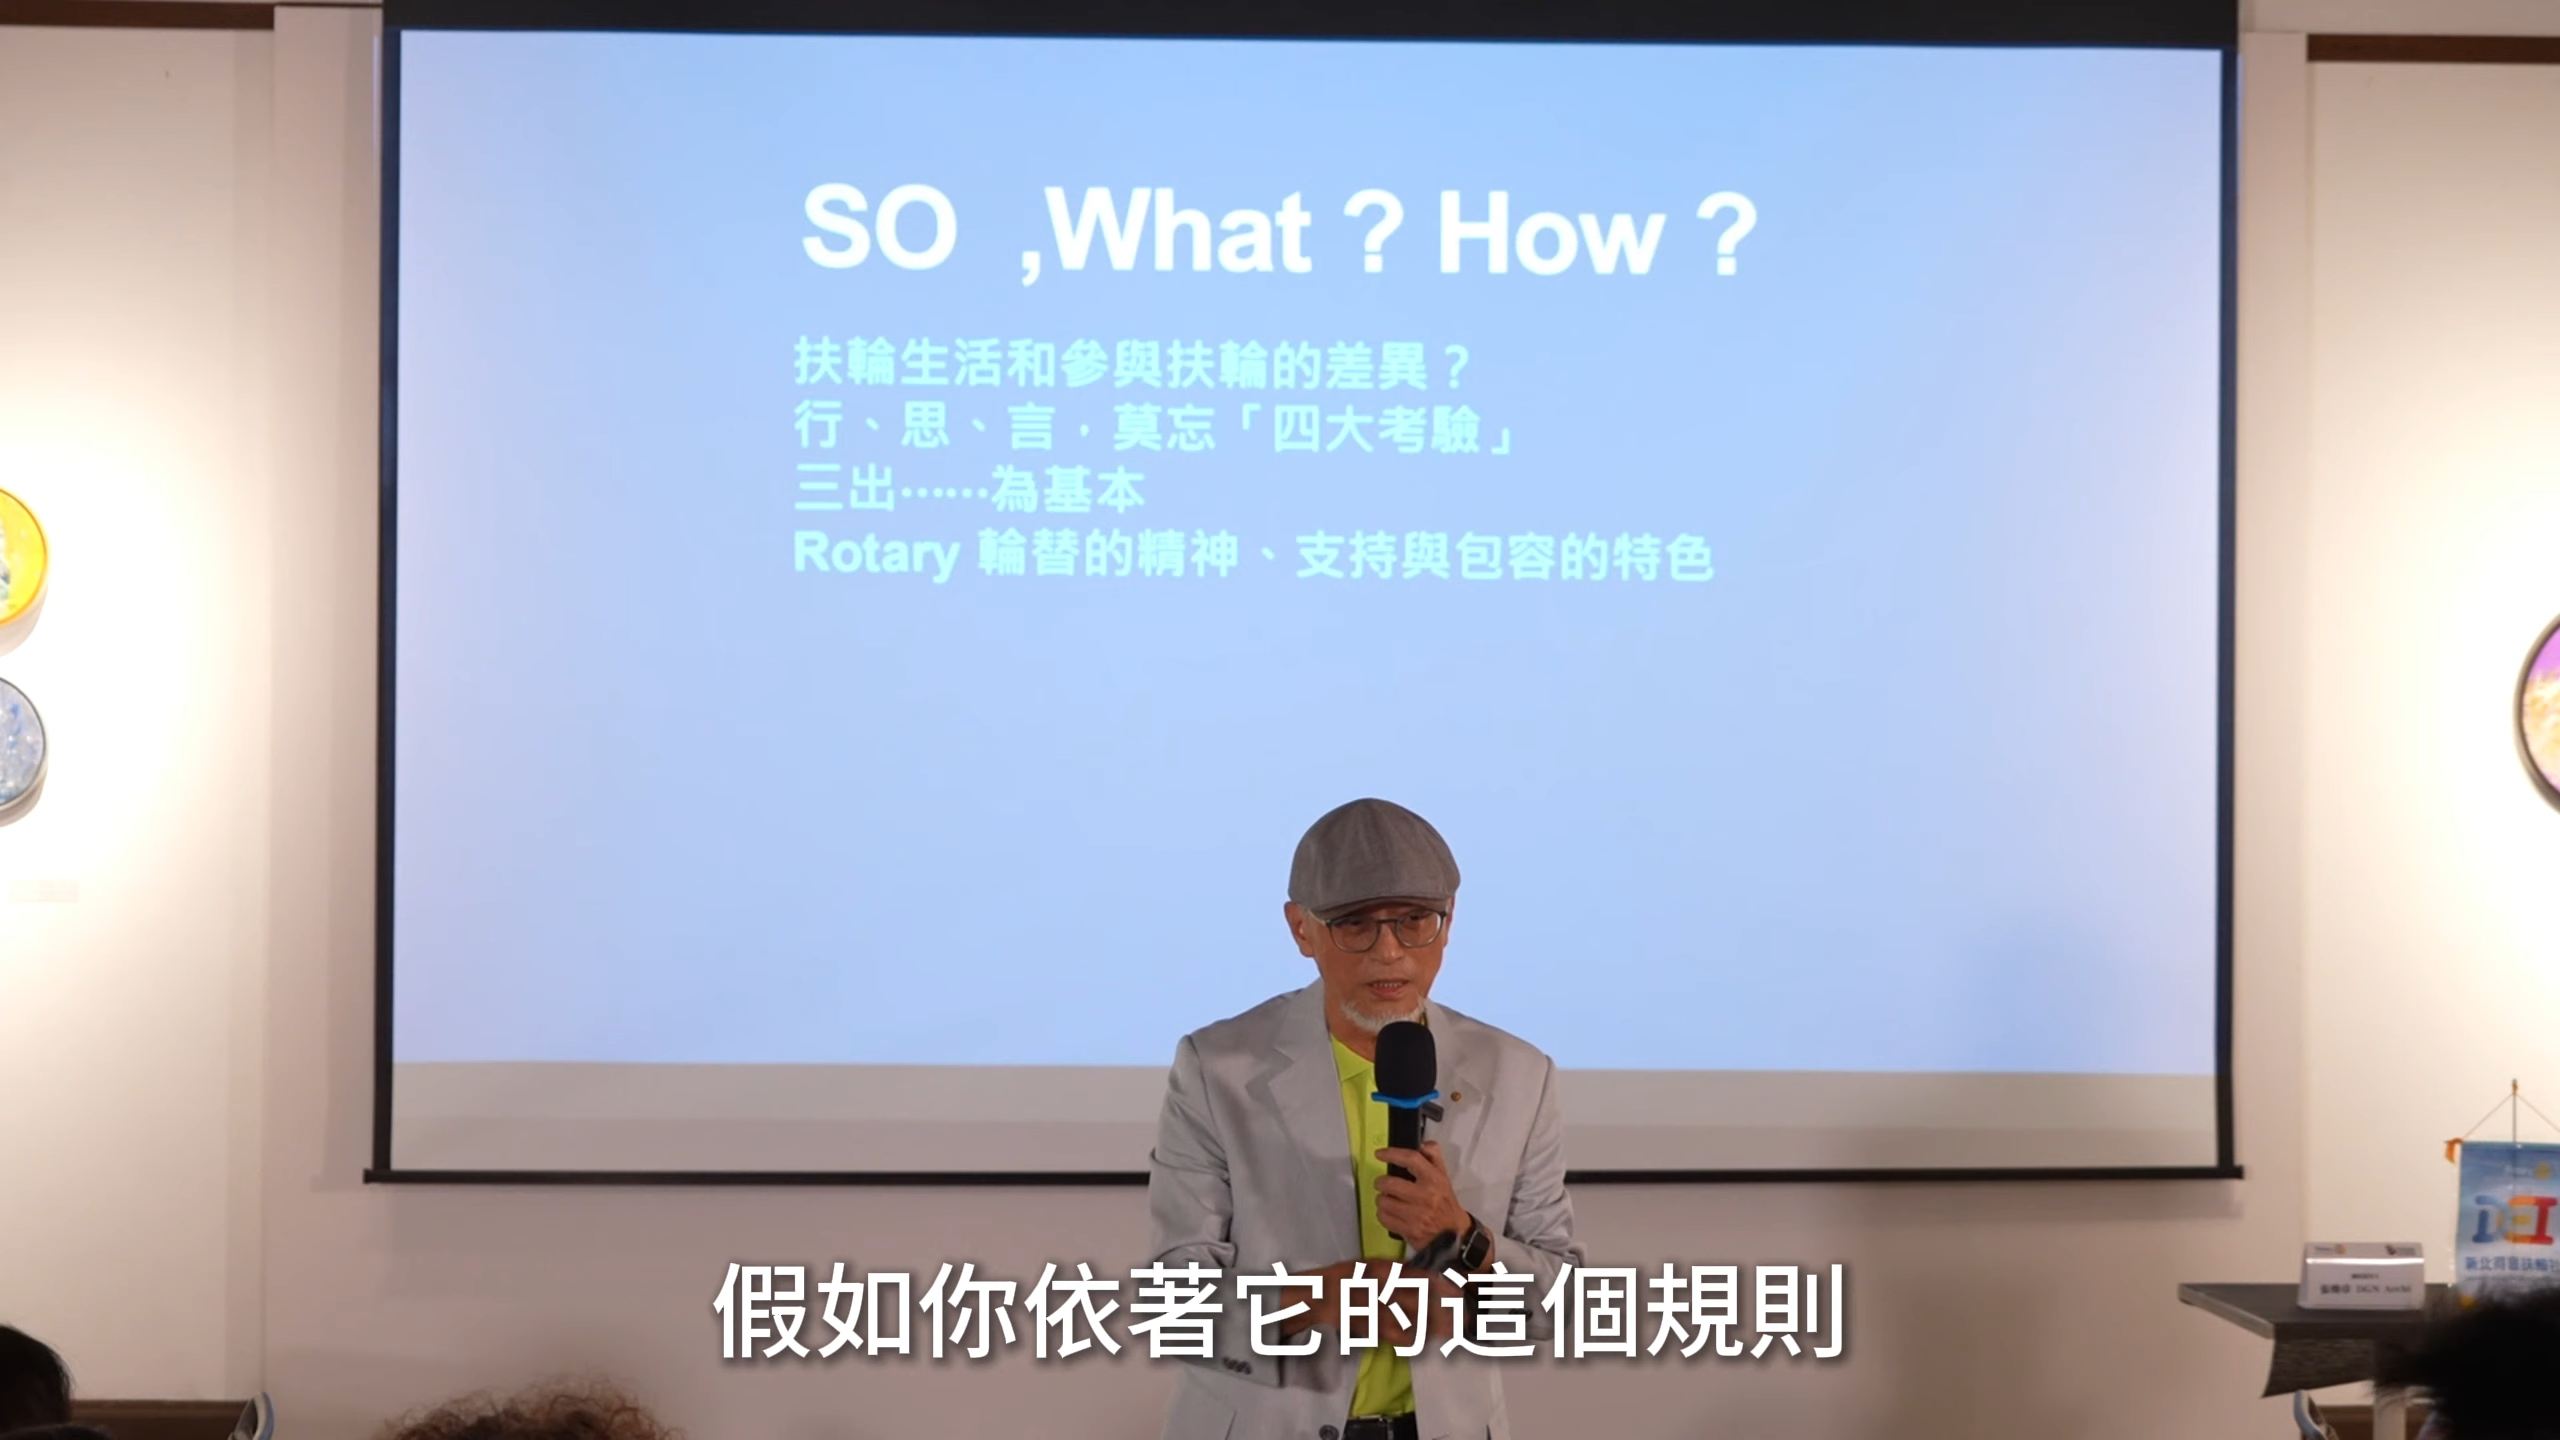 SO ,What ? How ?
扶輪生活和參與扶輪的差異？
行、思、言，莫忘「四大考驗」
三出……為基本
Rotary 輪替的精神、支持與包容的特色
DEI
假如你依著它的這個規則